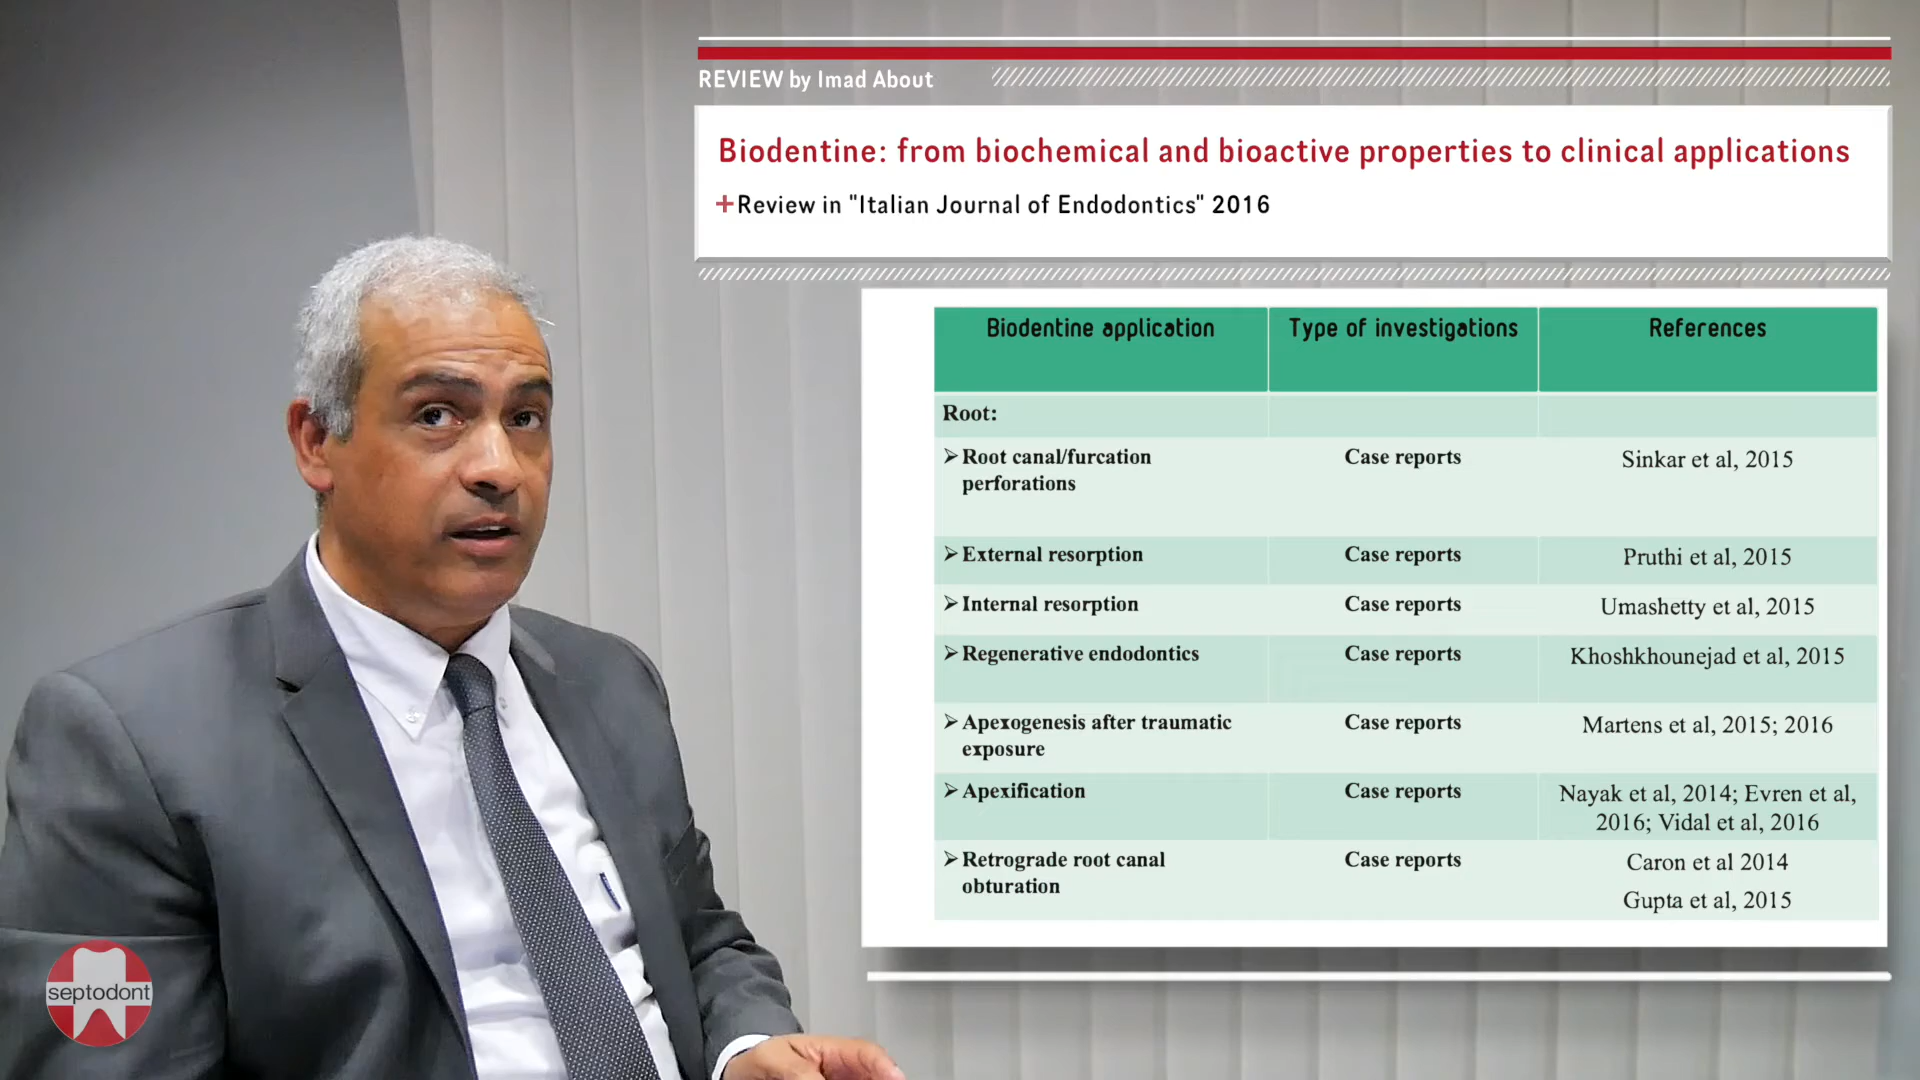 REVIEW by Imad About
Biodentine: from biochemical and bioactive properties to clinical applications
+Review in "Italian Journal of Endodontics" 2016
Biodentine application Type of investigations References
Root:
➢Root canal/furcation Case reports Sinkar et al, 2015
perforations
➢External resorption Case reports Pruthi et al, 2015
➢Internal resorption Case reports Umashetty et al, 2015
➢Regenerative endodontics Case reports Khoshkhounejad et al, 2015
➢Apexogenesis after traumatic Case reports Martens et al, 2015; 2016
exposure
➢Apexification Case reports Nayak et al, 2014; Evren et al,
2016; Vidal et al, 2016
➢Retrograde root canal Case reports Caron et al 2014
obturation
Gupta et al, 2015
septodont